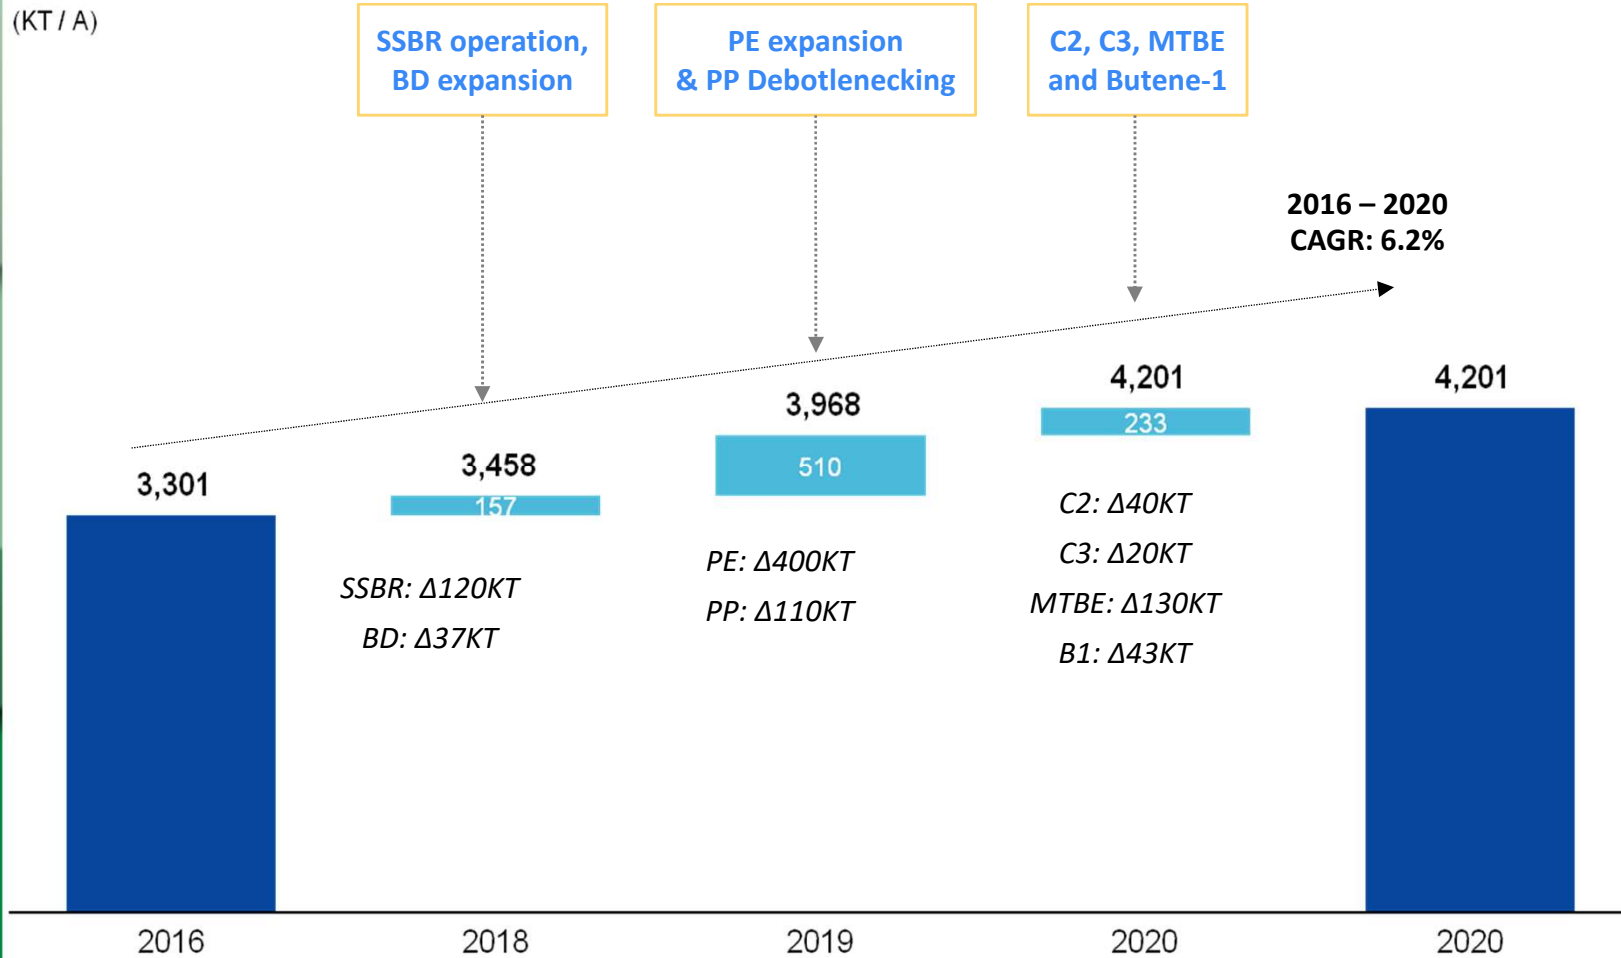 (KT / A)
SSBR operation,
BD expansion
PE expansion
& PP Debotlenecking
C2, C3, MTBE
and Butene-1
2016 – 2020
CAGR: 6.2%
3,301
3,458
157
SSBR: Δ120KT
BD: Δ37KT
3,968
510
PE: Δ400KT
PP: Δ110KT
4,201
233
C2: Δ40KT
C3: Δ20KT
MTBE: Δ130KT
B1: Δ43KT
4,201
2016
2018
2019
2020
2020